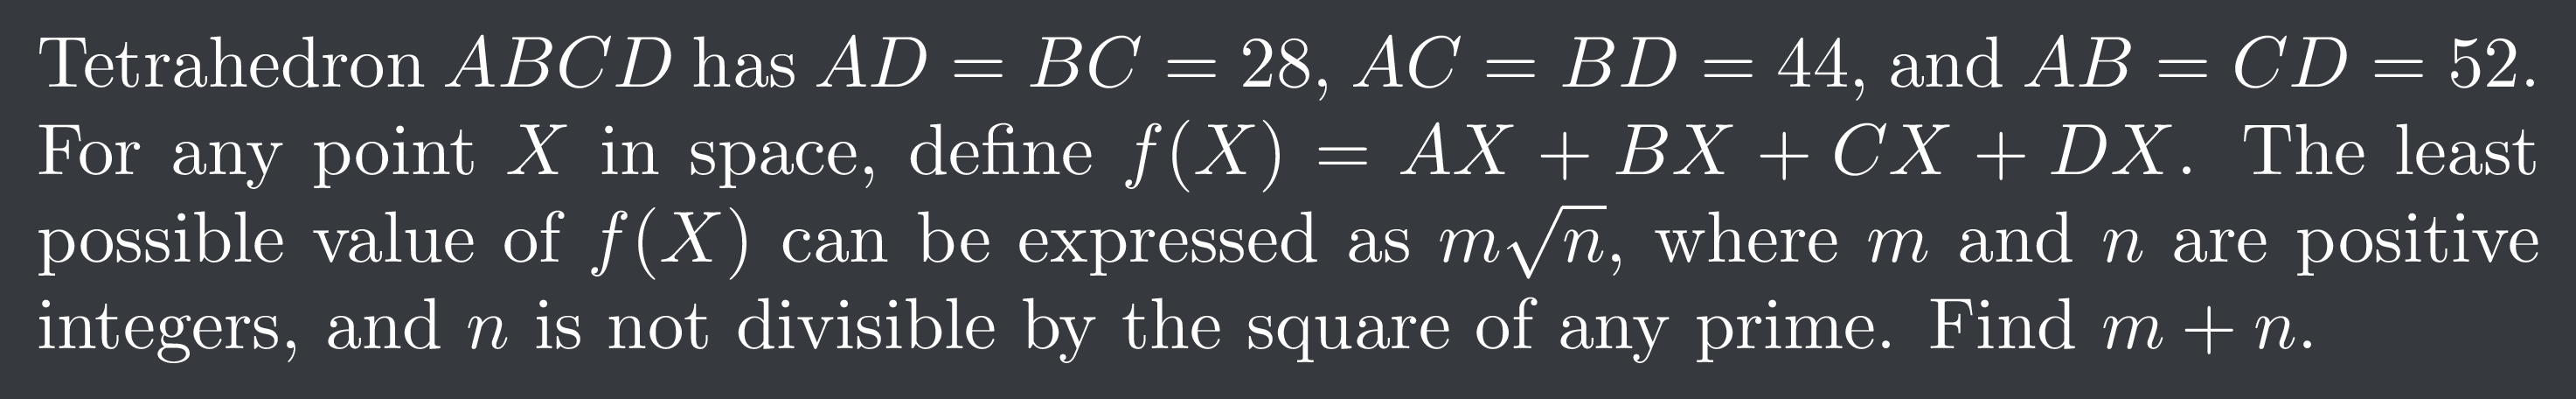 Tetrahedron $ABCD$ has $AD = BC = 28$, $AC = BD = 44$, and $AB = CD = 52$.
For any point $X$ in space, define $f(X) = AX + BX + CX + DX$. The least
possible value of $f(X)$ can be expressed as $m\sqrt{n}$, where $m$ and $n$ are positive
integers, and $n$ is not divisible by the square of any prime. Find $m + n$.